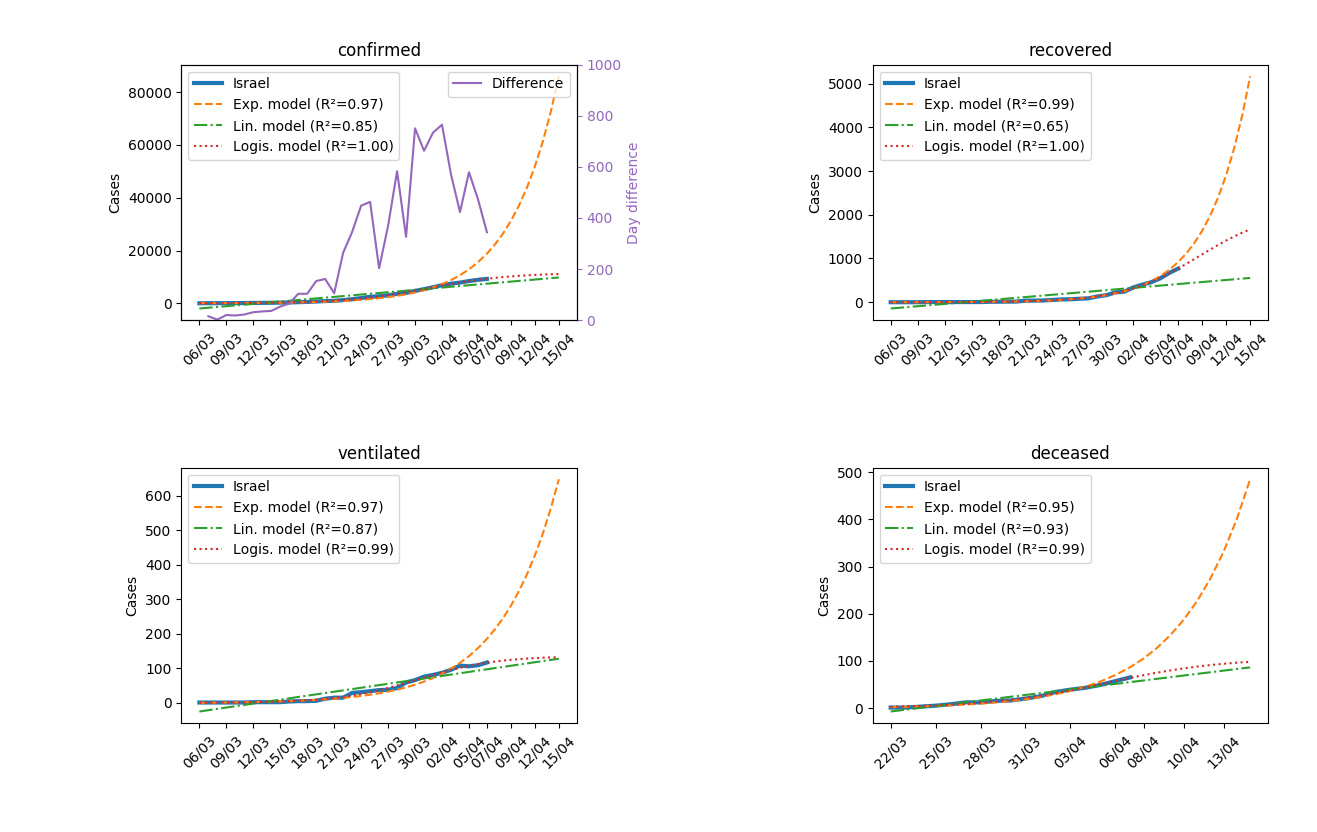 confirmed
Israel
Exp. model (R²=0.97)
Lin. model (R²=0.85)
Logis. model (R²=1.00)
Difference
Cases
80000
60000
40000
20000
0
1000
800
600
400
200
0
Day difference
06/03 09/03 12/03 15/03 18/03 21/03 24/03 27/03 30/03 02/04 05/04 07/04 09/04 12/04 15/04
recovered
Israel
Exp. model (R²=0.99)
Lin. model (R²=0.65)
Logis. model (R²=1.00)
Cases
5000
4000
3000
2000
1000
0
06/03 09/03 12/03 15/03 18/03 21/03 24/03 27/03 30/03 02/04 05/04 07/04 09/04 12/04 15/04
ventilated
Israel
Exp. model (R²=0.97)
Lin. model (R²=0.87)
Logis. model (R²=0.99)
Cases
600
500
400
300
200
100
0
06/03 09/03 12/03 15/03 18/03 21/03 24/03 27/03 30/03 02/04 05/04 07/04 09/04 12/04 15/04
deceased
Israel
Exp. model (R²=0.95)
Lin. model (R²=0.93)
Logis. model (R²=0.99)
Cases
500
400
300
200
100
0
22/03 25/03 28/03 31/03 03/04 06/04 08/04 10/04 13/04